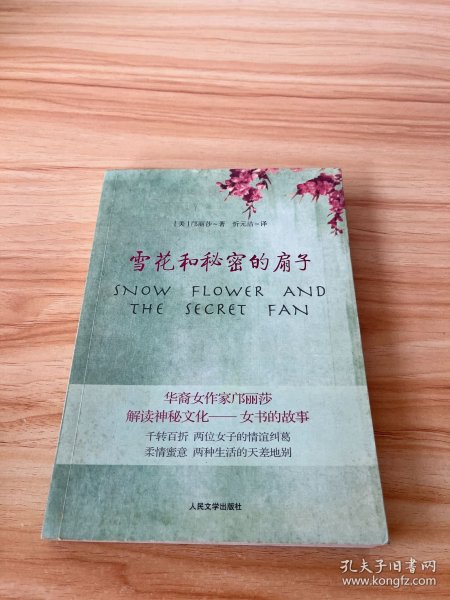 [美]邝丽莎～著 忻元洁～译
雪花和秘密的扇子
SNOW FLOWER AND
THE SECRET FAN
华裔女作家邝丽莎
解读神秘文化——女书的故事
千转百折 两位女子的情谊纠葛
柔情蜜意 两种生活的天差地别
人民文学出版社
孔夫子旧书网
www.kongfz.com